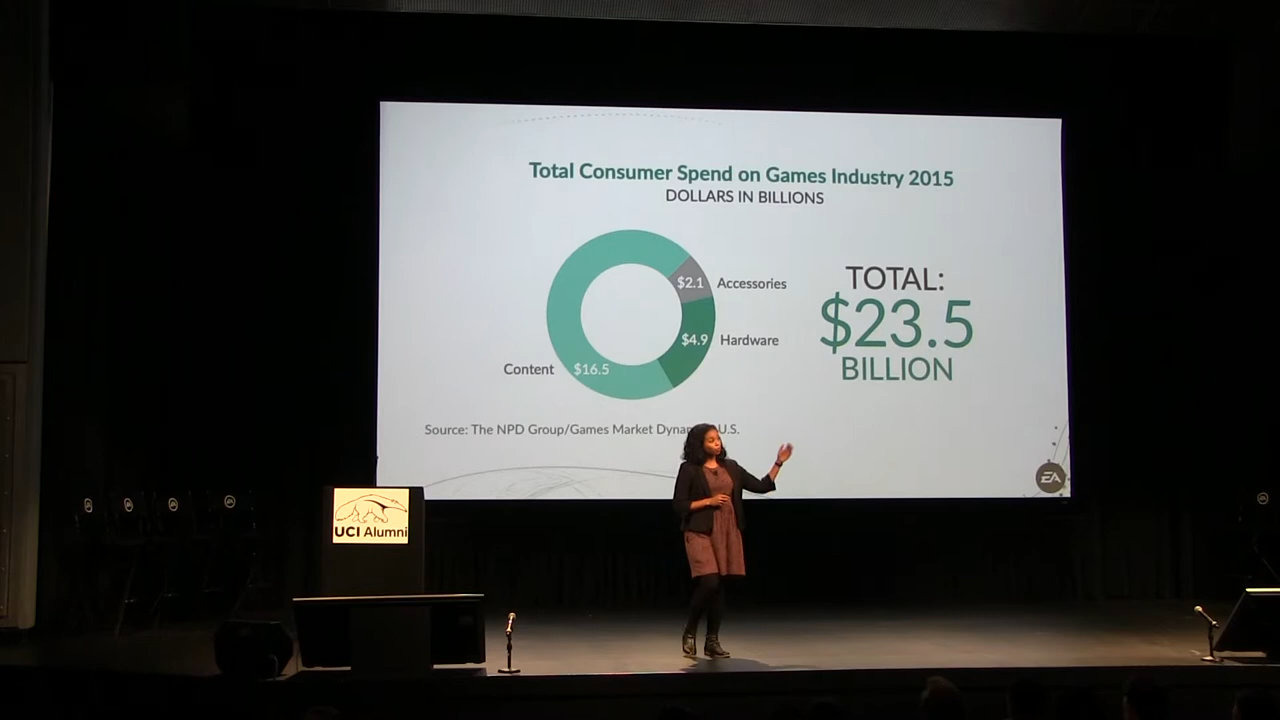 Total Consumer Spend on Games Industry 2015
DOLLARS IN BILLIONS
$2.1 Accessories
$4.9 Hardware
Content $16.5
TOTAL:
$23.5
BILLION
Source: The NPD Group/Games Market U.S.
EA
UCI Alumni